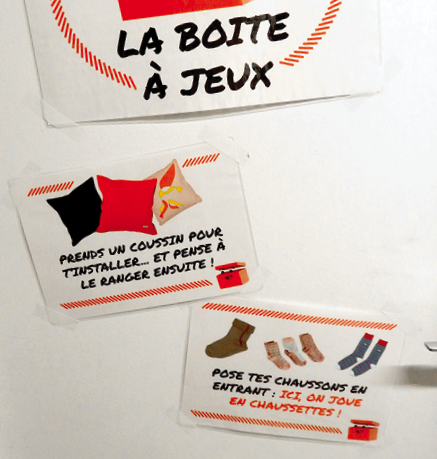 LA BOITE
À JEUX
PRENDS UN COUSSIN POUR
T'INSTALLER... ET PENSE À
LE RANGER ENSUITE !
POSE TES CHAUSSONS EN
ENTRANT : ICI, ON JOUE
EN CHAUSSETTES !